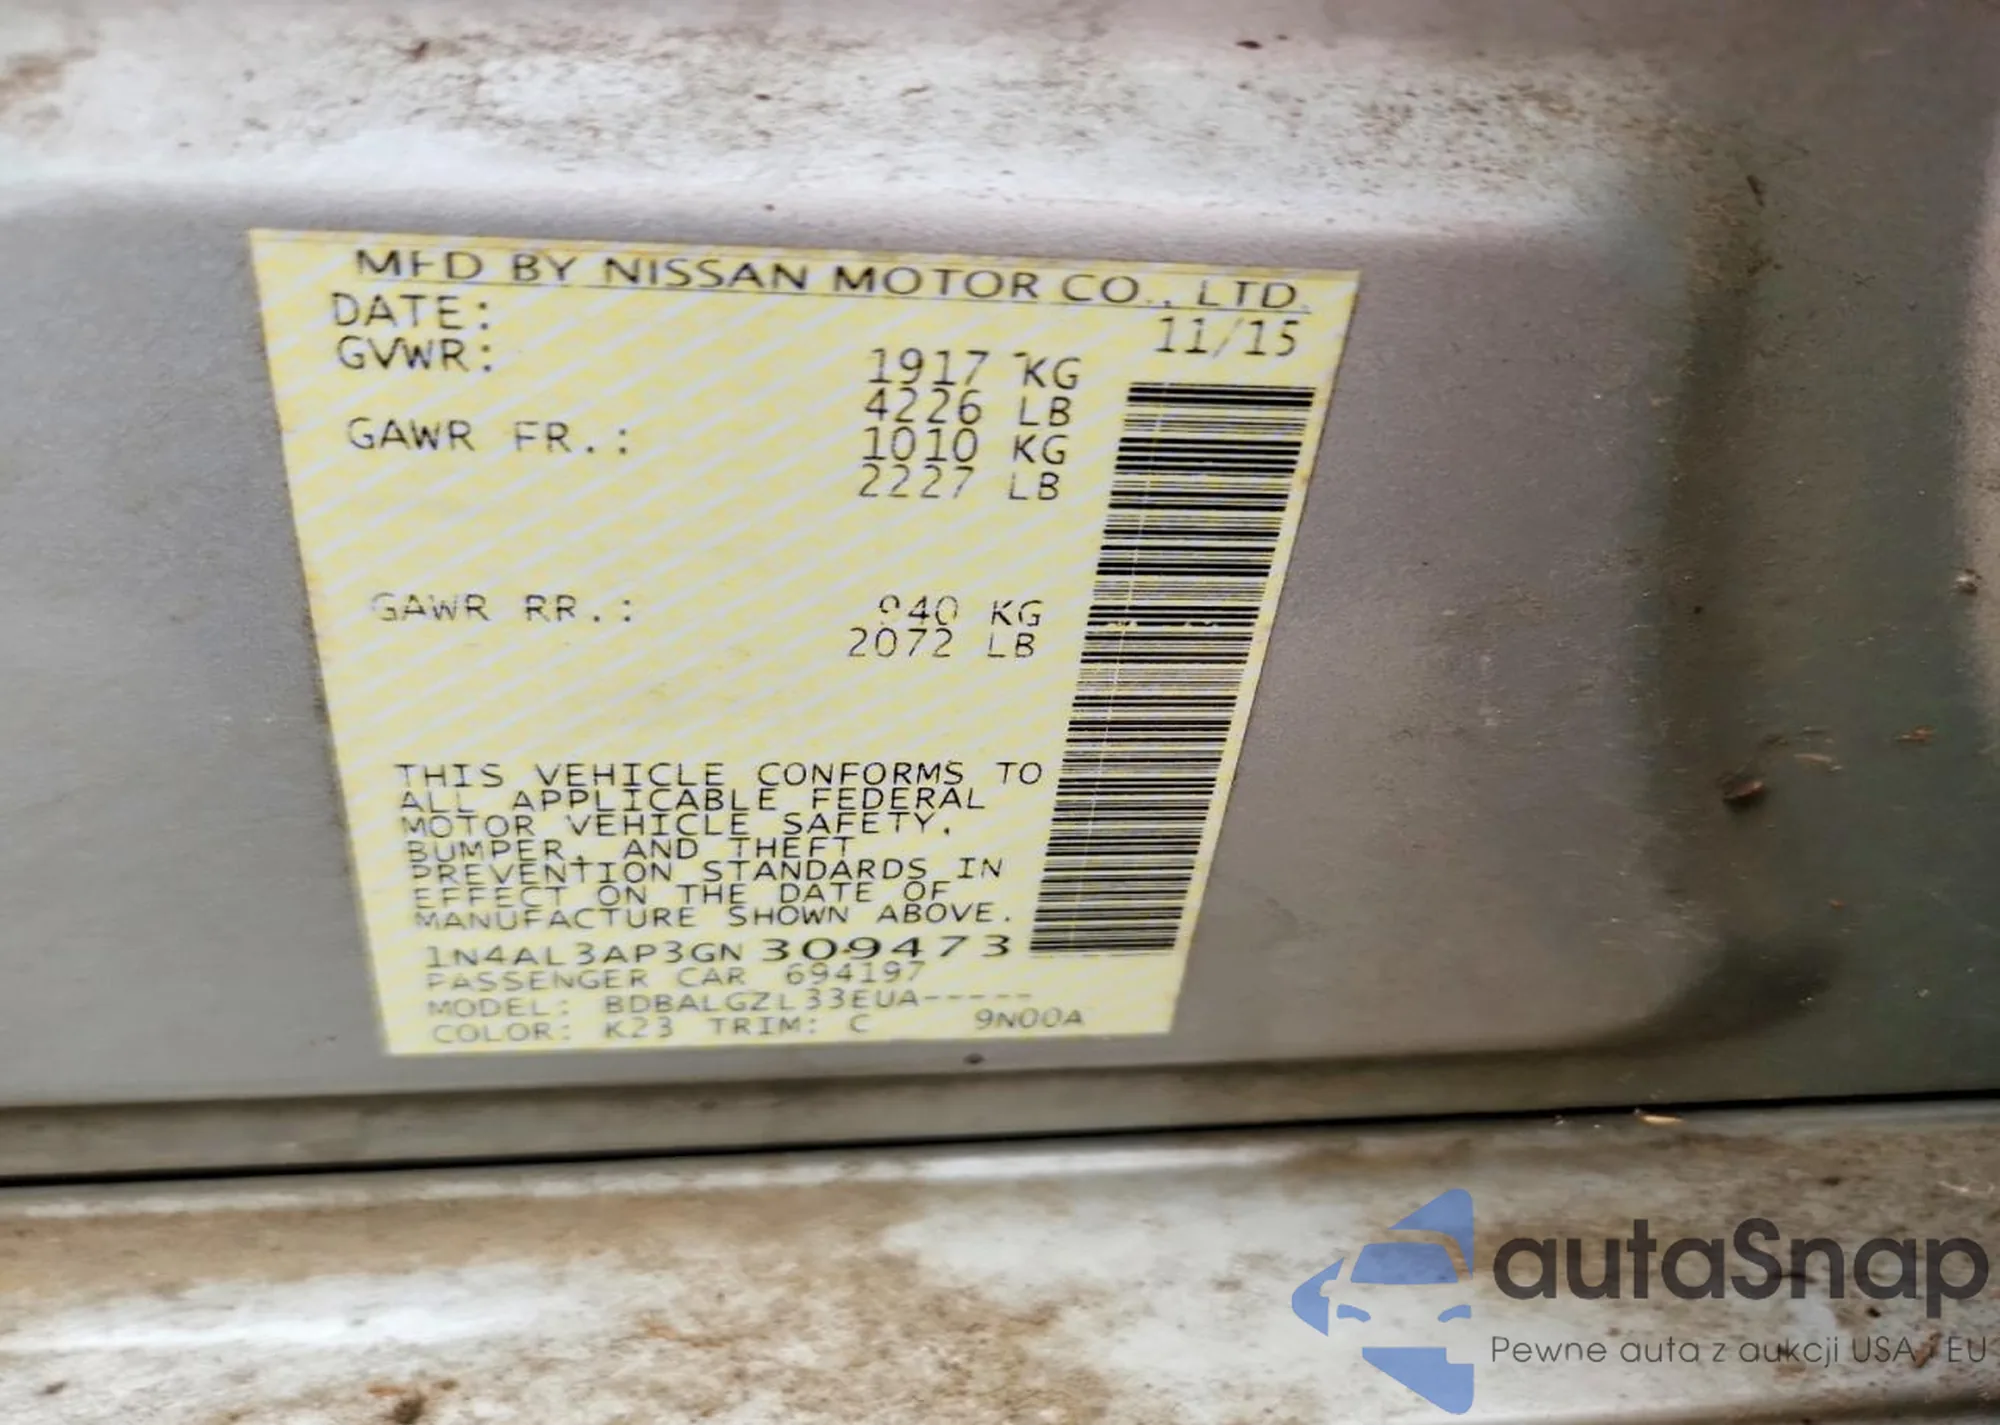 MFD BY NISSAN MOTOR CO., LTD.
DATE: 11/15
GVWR: 1917 KG
4226 LB
GAWR FR.: 1010 KG
2227 LB
GAWR RR.: 940 KG
2072 LB
THIS VEHICLE CONFORMS TO
ALL APPLICABLE FEDERAL
MOTOR VEHICLE SAFETY,
BUMPER, AND THEFT
PREVENTION STANDARDS IN
EFFECT ON THE DATE OF
MANUFACTURE SHOWN ABOVE.
1N4AL3AP3GN309473
PASSENGER CAR 694197
MODEL: BDBALGZL33EUA-----
COLOR: K23 TRIM: C 9N00A
autaSnap
Pewne auta z aukcji USA i EU